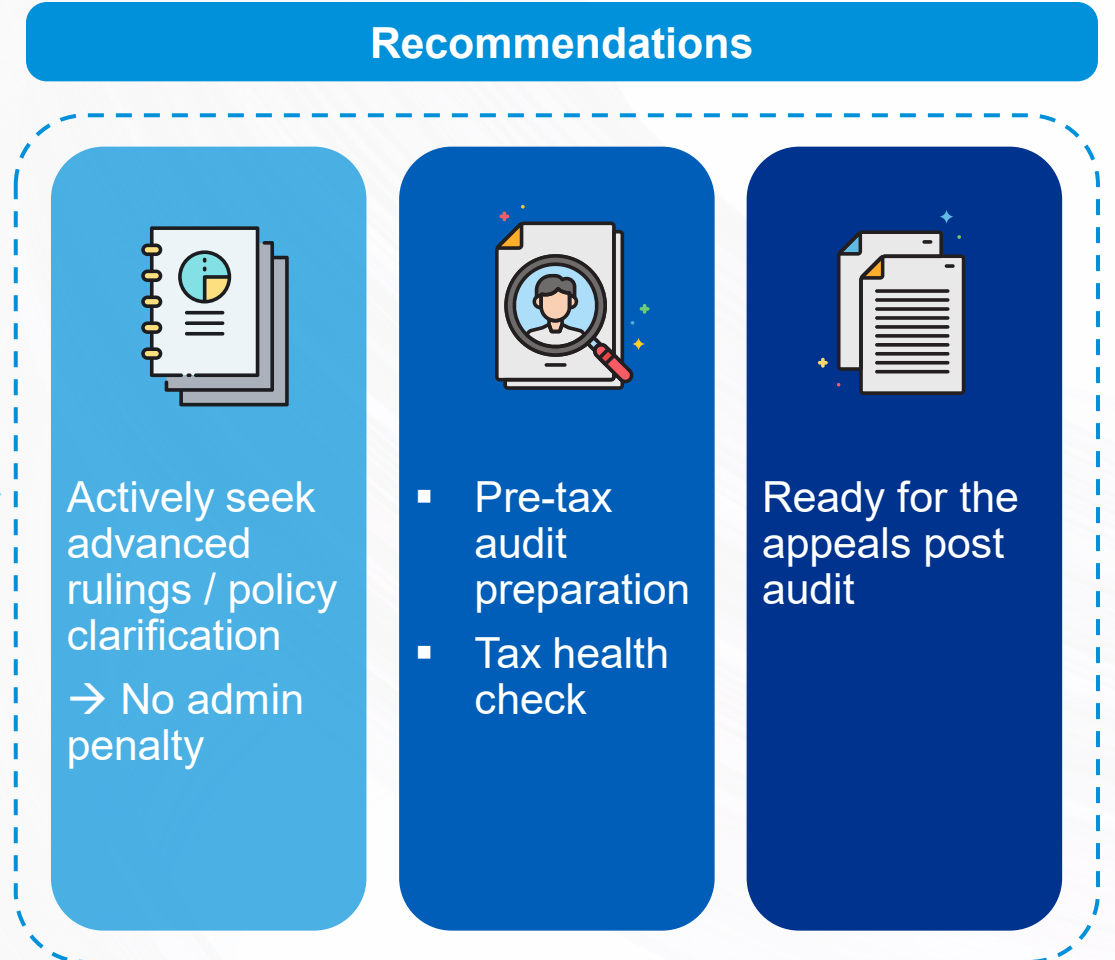 Recommendations
Actively seek
advanced
rulings / policy
clarification
→ No admin
penalty
▪ Pre-tax
audit
preparation
▪ Tax health
check
Ready for the
appeals post
audit